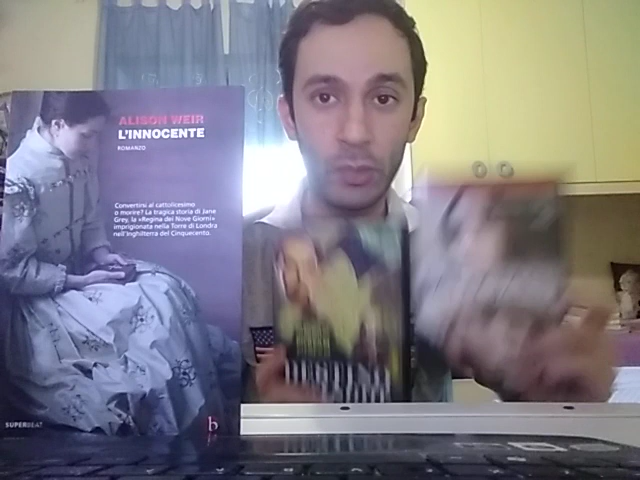 ALISON WEIR
L'INNOCENTE
ROMANZO
Convertirsi al cattolicesimo
o morire? La tragica storia di Jane
Grey, la «Regina dei Nove Giorni»
imprigionata nella Torre di Londra
nell'Inghilterra del Cinquecento.
SUPERBEAT
b